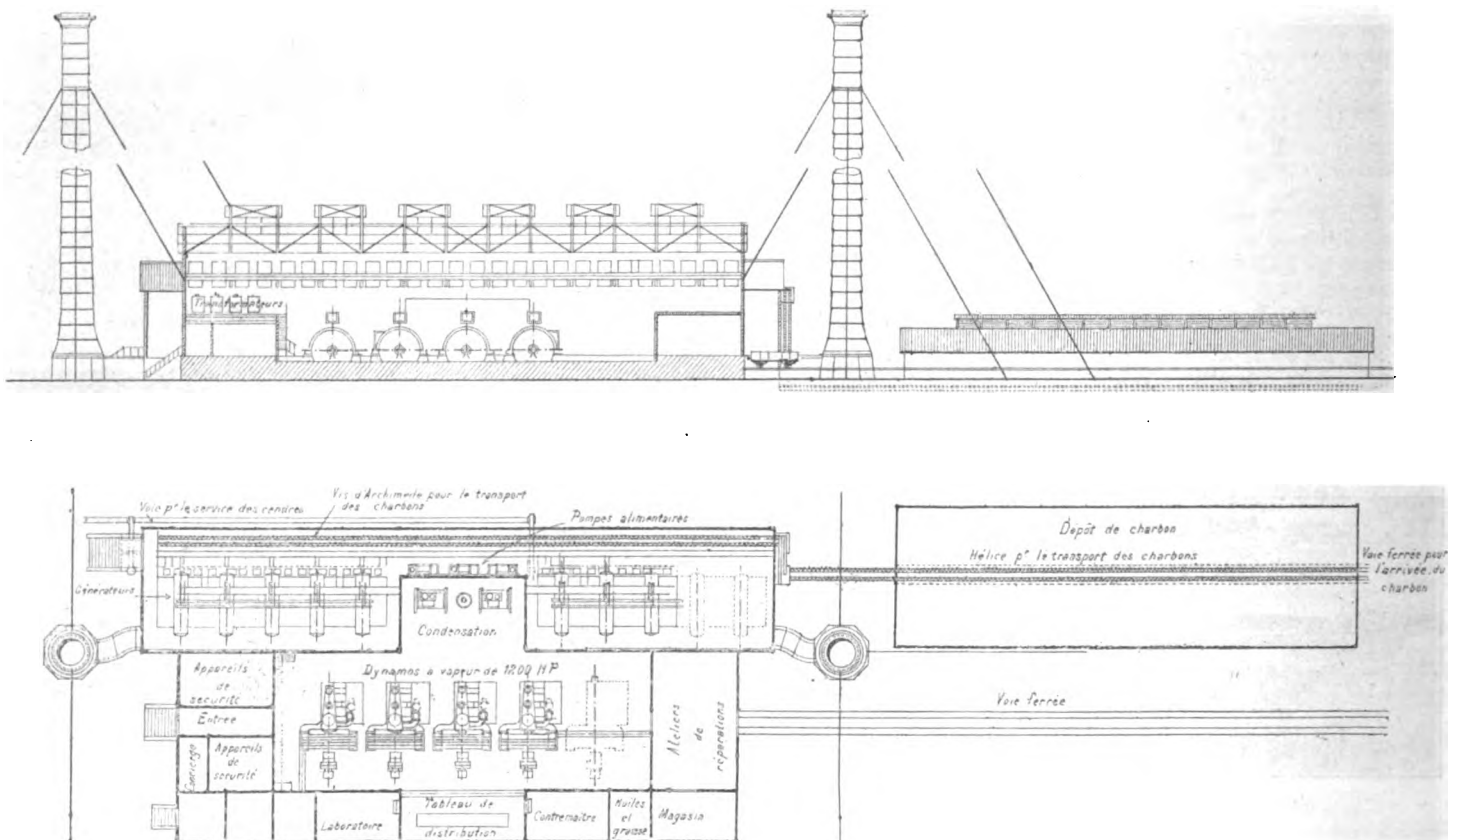 Transformateurs
Vis d'Archimède pour le transport
des charbons
Voie pr le service des cendres
Pompes alimentaires
Dépôt de charbon
Hélice pr le transport des charbons
Voie ferrée pour
l'arrivée du
charbon
Générateurs
Condensation
Appareils
de
sécurité
Dynamos à vapeur de 1200 HP
Entrée
Voie ferrée
Ateliers
de
réparations
Concierge
Appareils
de
sécurité
Tableau de
distribution
Laboratoire
Contremaître
Huiles
et
graisse
Magasin